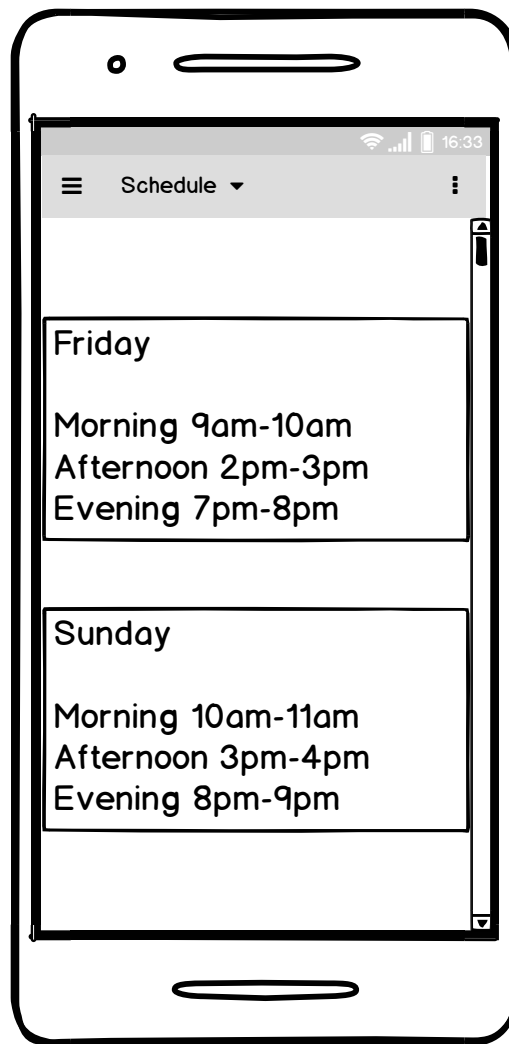 16:33
Schedule
Friday
Morning 9am-10am
Afternoon 2pm-3pm
Evening 7pm-8pm
Sunday
Morning 10am-11am
Afternoon 3pm-4pm
Evening 8pm-9pm